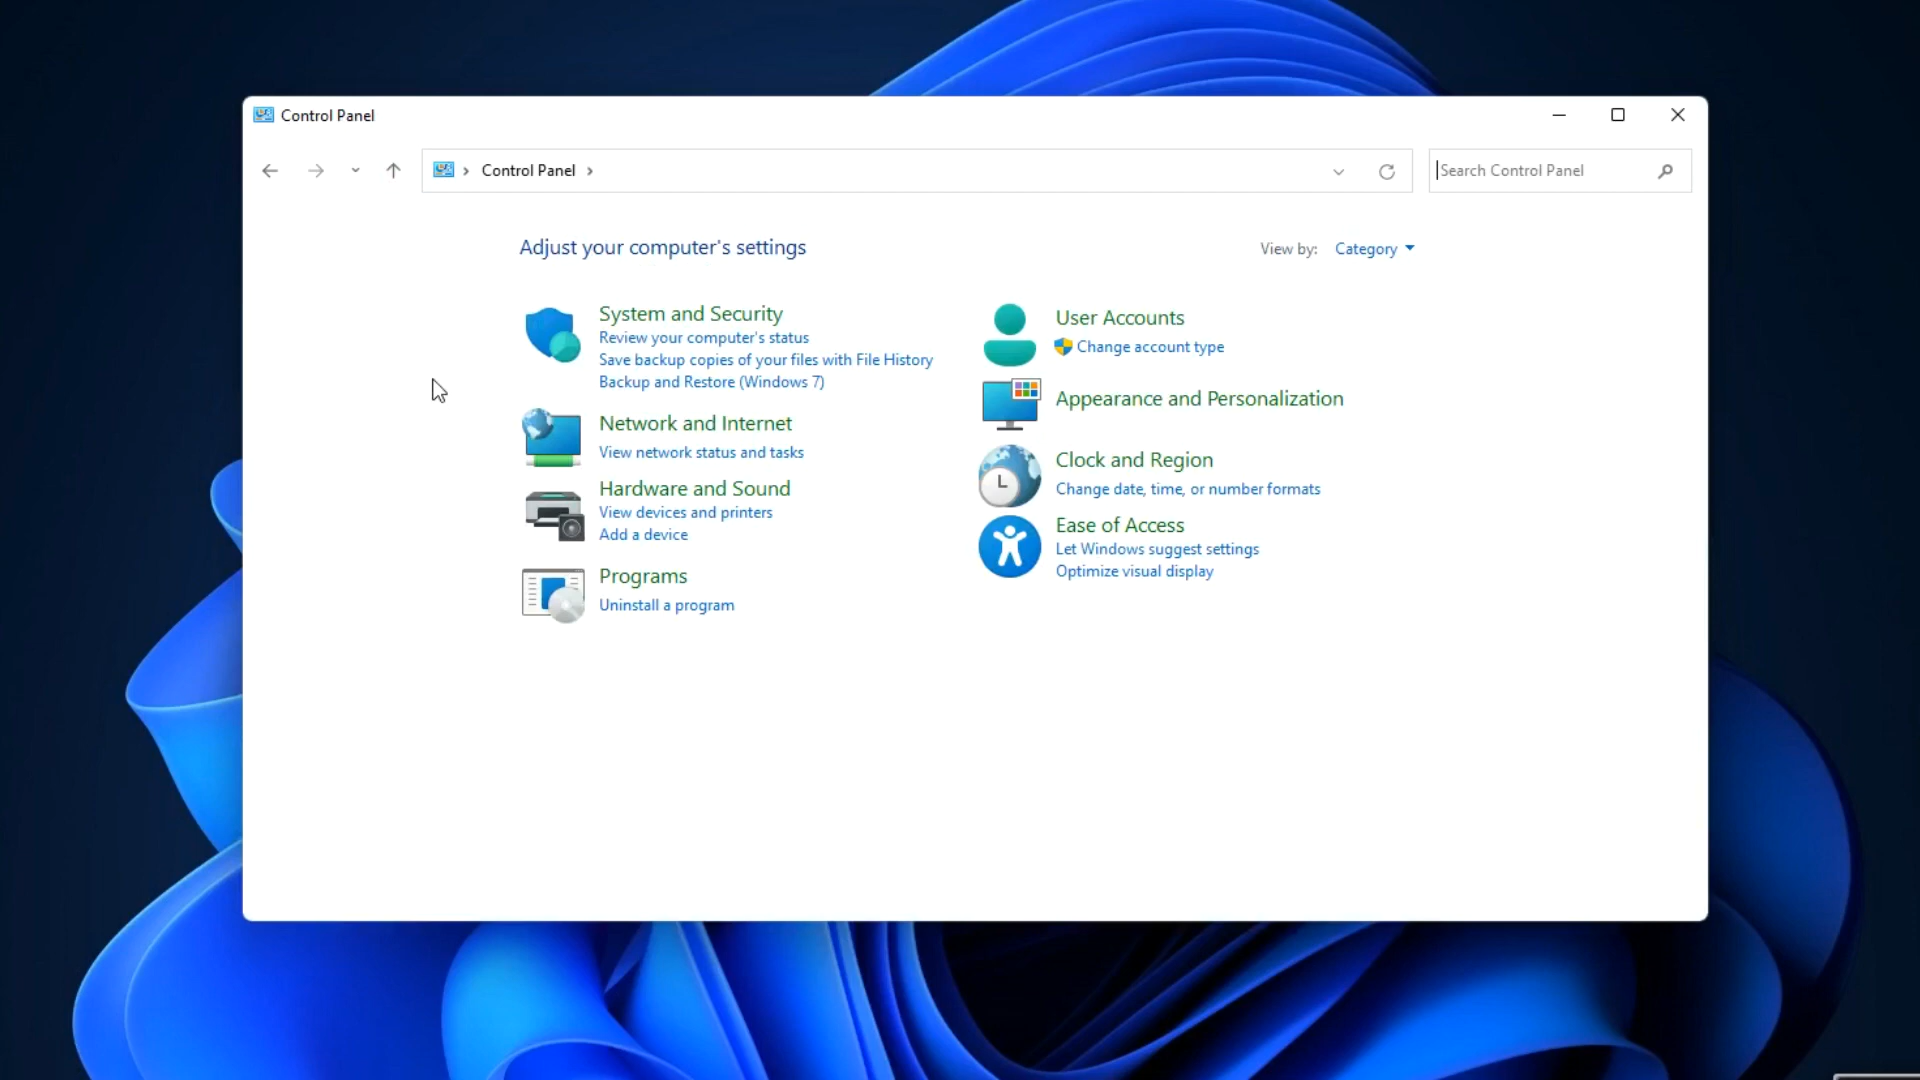 Control Panel
Control Panel
Search Control Panel
Adjust your computer's settings
View by: Category
System and Security
Review your computer's status
Save backup copies of your files with File History
Backup and Restore (Windows 7)
Network and Internet
View network status and tasks
Hardware and Sound
View devices and printers
Add a device
Programs
Uninstall a program
User Accounts
Change account type
Appearance and Personalization
Clock and Region
Change date, time, or number formats
Ease of Access
Let Windows suggest settings
Optimize visual display